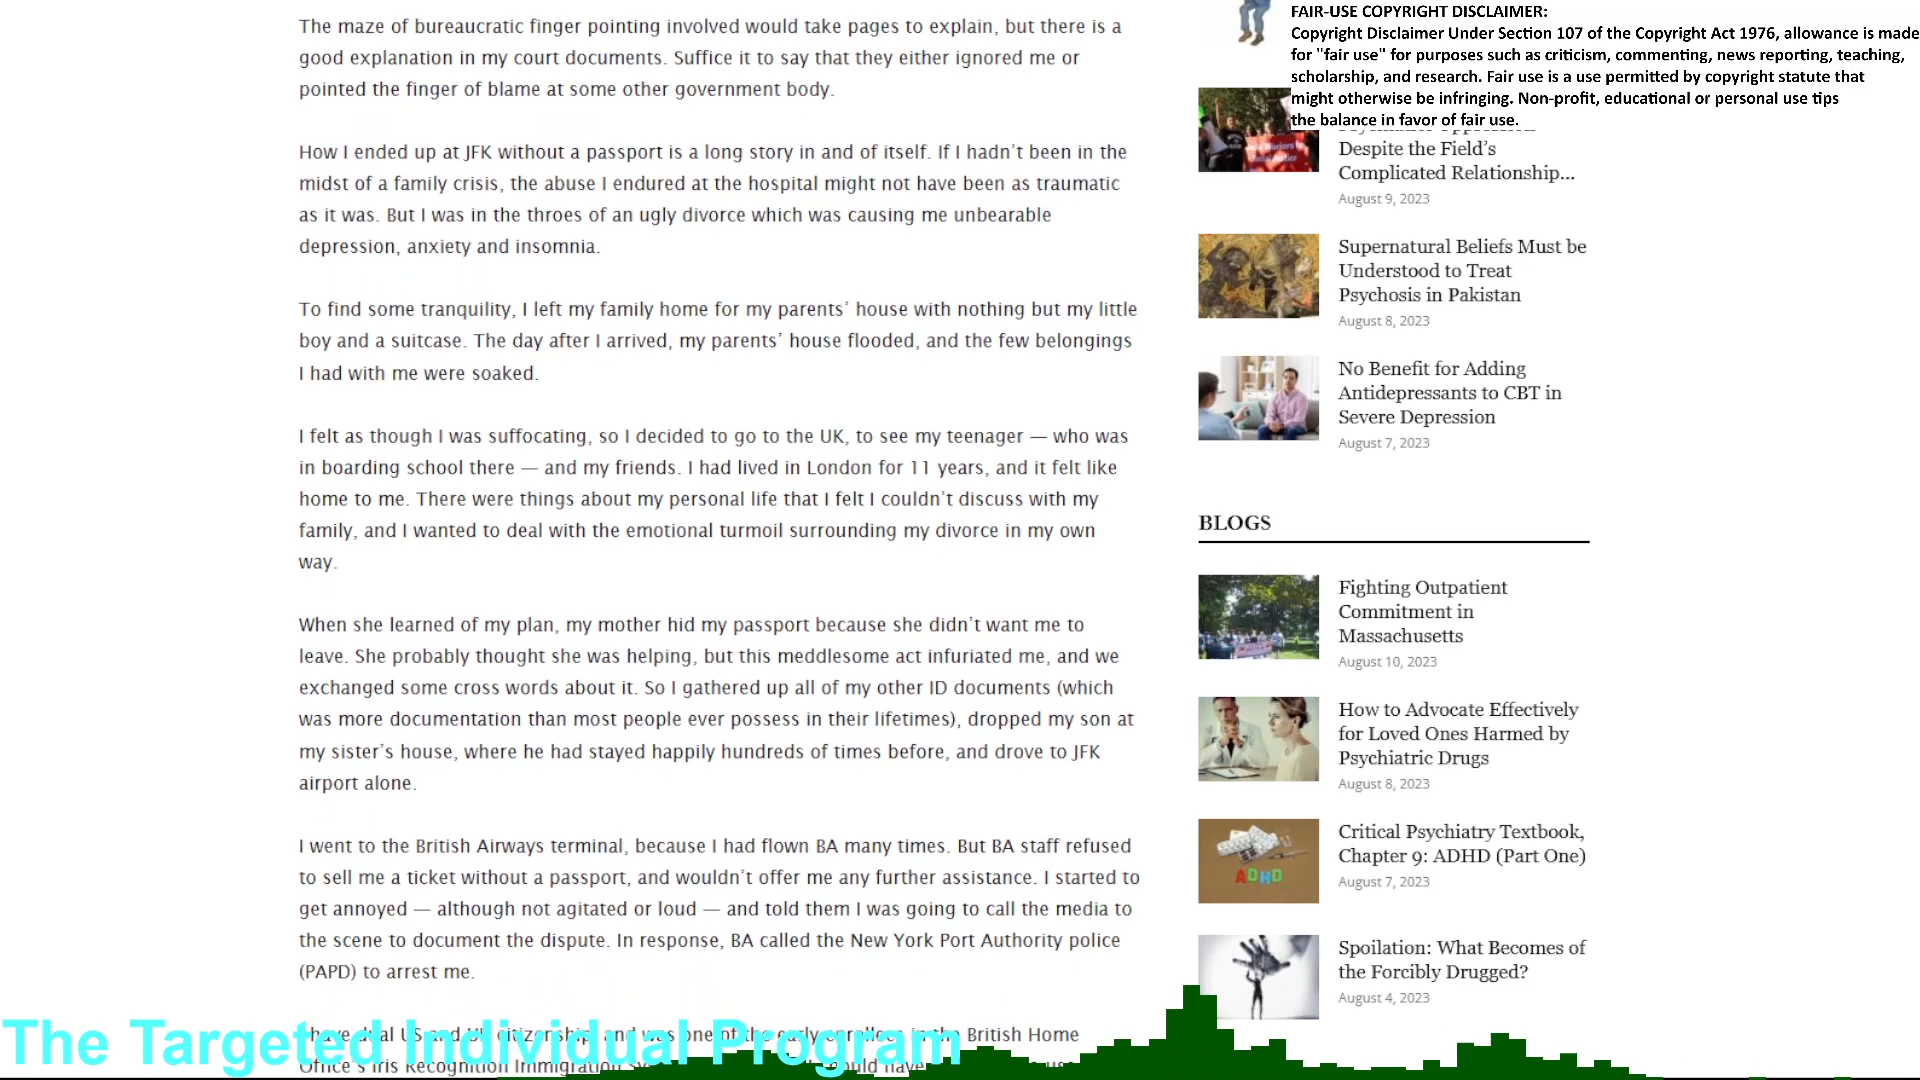 The maze of bureaucratic finger pointing involved would take pages to explain, but there is a
good explanation in my court documents. Suffice it to say that they either ignored me or
pointed the finger of blame at some other government body.
How I ended up at JFK without a passport is a long story in and of itself. If I hadn't been in the
midst of a family crisis, the abuse I endured at the hospital might not have been as traumatic
as it was. But I was in the throes of an ugly divorce which was causing me unbearable
depression, anxiety and insomnia.
To find some tranquility, I left my family home for my parents' house with nothing but my little
boy and a suitcase. The day after I arrived, my parents' house flooded, and the few belongings
I had with me were soaked.
I felt as though I was suffocating, so I decided to go to the UK, to see my teenager — who was
in boarding school there — and my friends. I had lived in London for 11 years, and it felt like
home to me. There were things about my personal life that I felt I couldn't discuss with my
family, and I wanted to deal with the emotional turmoil surrounding my divorce in my own
way.
When she learned of my plan, my mother hid my passport because she didn't want me to
leave. She probably thought she was helping, but this meddlesome act infuriated me, and we
exchanged some cross words about it. So I gathered up all of my other ID documents (which
was more documentation than most people ever possess in their lifetimes), dropped my son at
my sister's house, where he had stayed happily hundreds of times before, and drove to JFK
airport alone.
I went to the British Airways terminal, because I had flown BA many times. But BA staff refused
to sell me a ticket without a passport, and wouldn't offer me any further assistance. I started to
get annoyed — although not agitated or loud — and told them I was going to call the media to
the scene to document the dispute. In response, BA called the New York Port Authority police
(PAPD) to arrest me.
I have dual US and UK citizenship, and was one of the early enrollees in the British Home
Office's Iris Recognition Immigration
The Targeted Individual Program
FAIR-USE COPYRIGHT DISCLAIMER:
Copyright Disclaimer Under Section 107 of the Copyright Act 1976, allowance is made
for "fair use" for purposes such as criticism, commenting, news reporting, teaching,
scholarship, and research. Fair use is a use permitted by copyright statute that
might otherwise be infringing. Non-profit, educational or personal use tips
the balance in favor of fair use.
Despite the Field's
Complicated Relationship...
August 9, 2023
Supernatural Beliefs Must be
Understood to Treat
Psychosis in Pakistan
August 8, 2023
No Benefit for Adding
Antidepressants to CBT in
Severe Depression
August 7, 2023
BLOGS
Fighting Outpatient
Commitment in
Massachusetts
August 10, 2023
How to Advocate Effectively
for Loved Ones Harmed by
Psychiatric Drugs
August 8, 2023
ADHD
Critical Psychiatry Textbook,
Chapter 9: ADHD (Part One)
August 7, 2023
Spoilation: What Becomes of
the Forcibly Drugged?
August 4, 2023